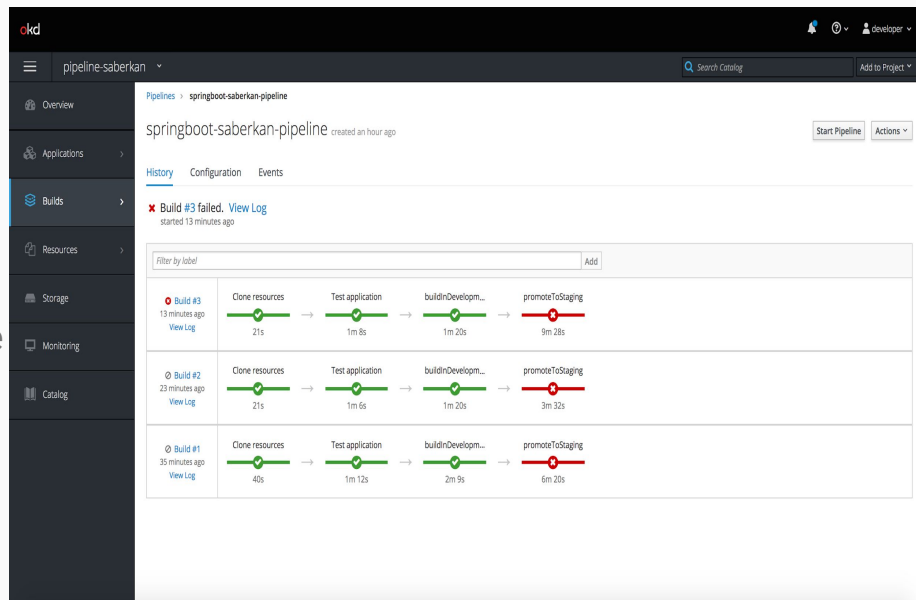 okd
developer
pipeline-saberkan
Search Catalog
Add to Project
Overview
Applications
Builds
Resources
Storage
Monitoring
Catalog
e
Pipelines > springboot-saberkan-pipeline
springboot-saberkan-pipeline created an hour ago
Start Pipeline
Actions
History Configuration Events
Build #3 failed. View Log
started 13 minutes ago
Filter by label
Add
Build #3
13 minutes ago
View Log
Clone resources
21s
Test application
1m 8s
buildInDevelopm...
1m 20s
promoteToStaging
9m 28s
Build #2
23 minutes ago
View Log
Clone resources
21s
Test application
1m 6s
buildInDevelopm...
1m 20s
promoteToStaging
3m 32s
Build #1
35 minutes ago
View Log
Clone resources
40s
Test application
1m 12s
buildInDevelopm...
2m 9s
promoteToStaging
6m 20s